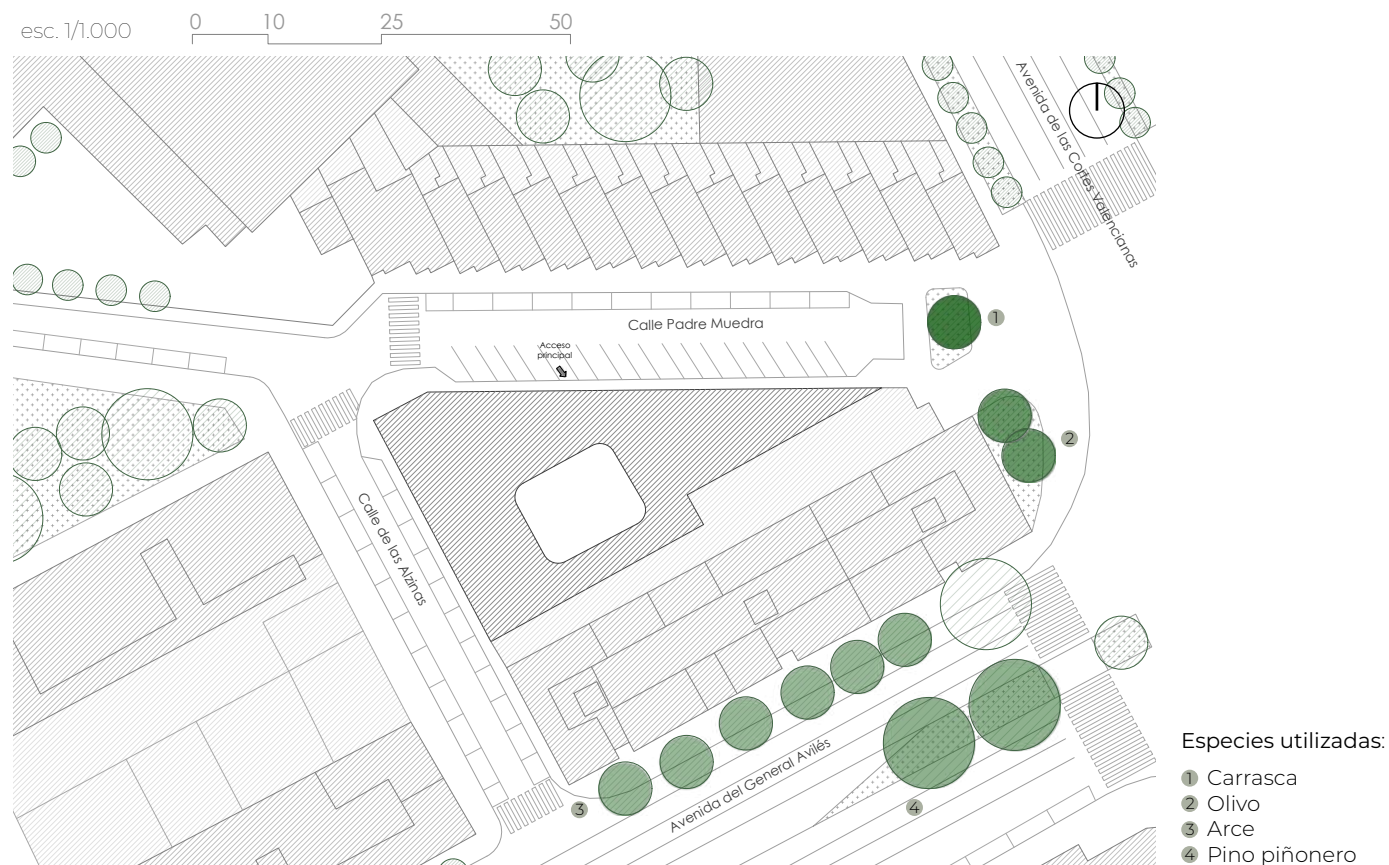 esc. 1/1.000
0 10 25 50
Avenida de las Cortes Valencianas
Calle Padre Muedra
Acceso
principal
1
2
Calle de las Alzinas
Avenida del General Avilés
3
4
Especies utilizadas:
1 Carrasca
2 Olivo
3 Arce
4 Pino piñonero